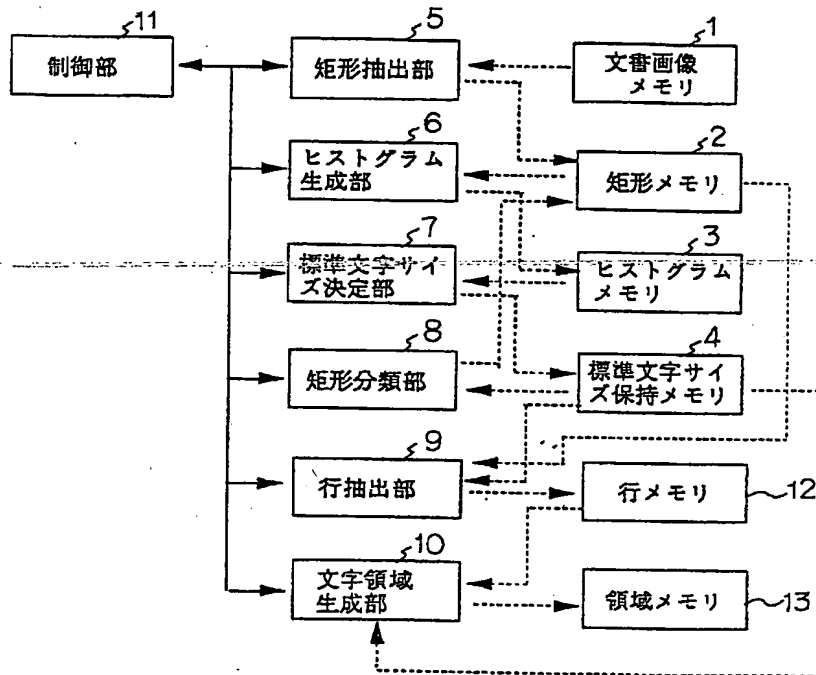 11
制御部
5
矩形抽出部
1
文書画像
メモリ
6
ヒストグラム
生成部
2
矩形メモリ
7
標準文字サイ
ズ決定部
3
ヒストグラム
メモリ
8
矩形分類部
4
標準文字サイ
ズ保持メモリ
9
行抽出部
行メモリ
12
10
文字領域
生成部
領域メモリ
13